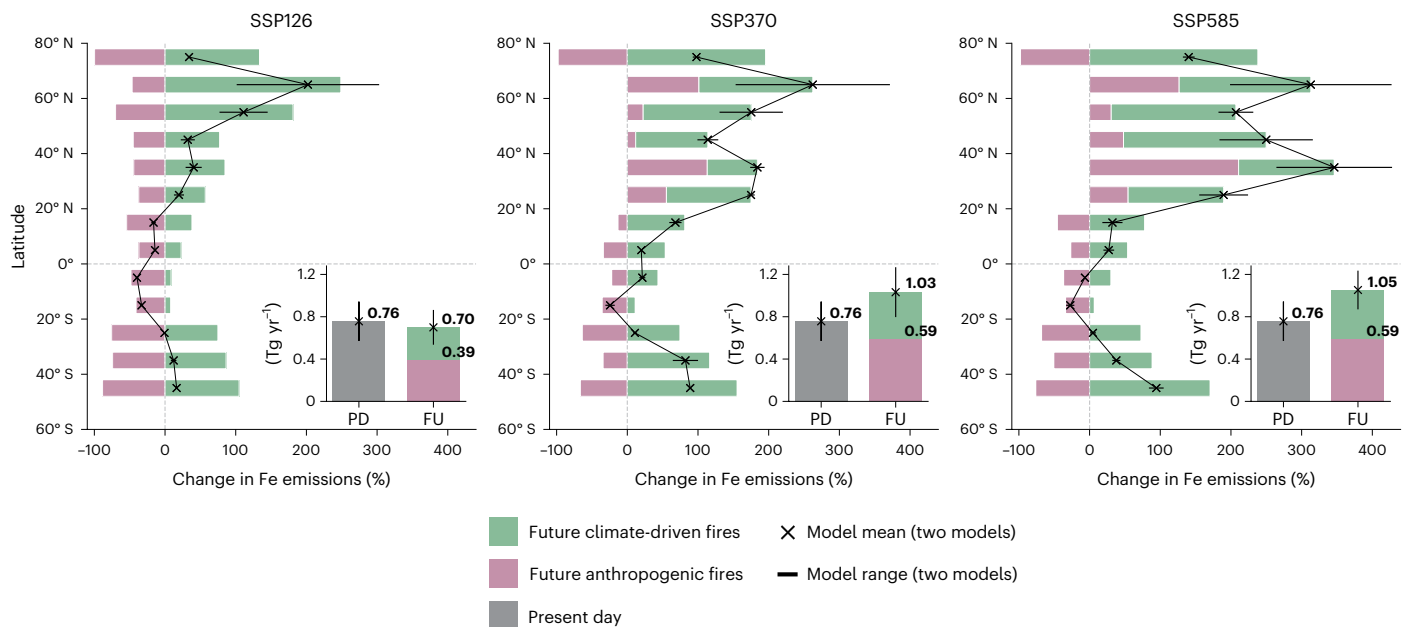 SSP126
SSP370
SSP585
80° N
60° N
40° N
20° N
0°
20° S
40° S
60° S
Latitude
–100 0 100 200 300 400
Change in Fe emissions (%)
1.2
0.8
0.4
0
(Tg yr⁻¹)
0.76
0.70
0.39
PD FU
80° N
60° N
40° N
20° N
0°
20° S
40° S
60° S
–100 0 100 200 300 400
Change in Fe emissions (%)
1.2
0.8
0.4
0
(Tg yr⁻¹)
0.76
1.03
0.59
PD FU
80° N
60° N
40° N
20° N
0°
20° S
40° S
60° S
–100 0 100 200 300 400
Change in Fe emissions (%)
1.2
0.8
0.4
0
(Tg yr⁻¹)
0.76
1.05
0.59
PD FU
Future climate-driven fires
Model mean (two models)
Future anthropogenic fires
Model range (two models)
Present day